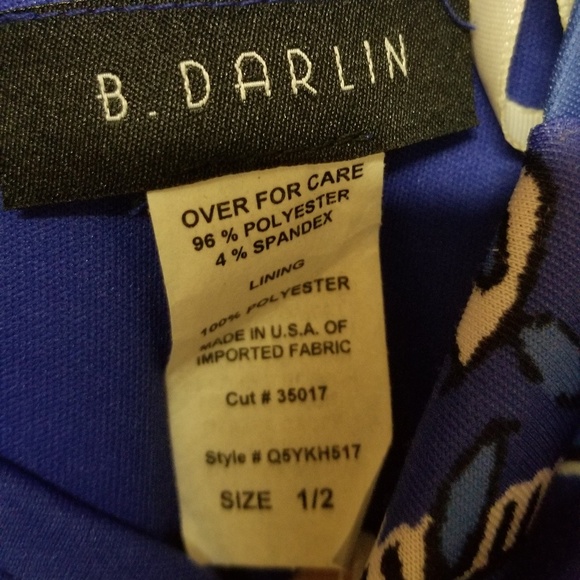 B. DARLIN
OVER FOR CARE
96 % POLYESTER
4 % SPANDEX
LINING
100% POLYESTER
MADE IN U.S.A. OF
IMPORTED FABRIC
Cut # 35017
Style # Q5YKH517
SIZE 1/2